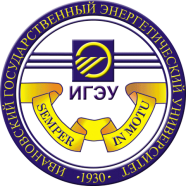 ИВАНОВСКИЙ ГОСУДАРСТВЕННЫЙ ЭНЕРГЕТИЧЕСКИЙ УНИВЕРСИТЕТ
ИГЭУ
SEMPER IN MOTU
·1930·